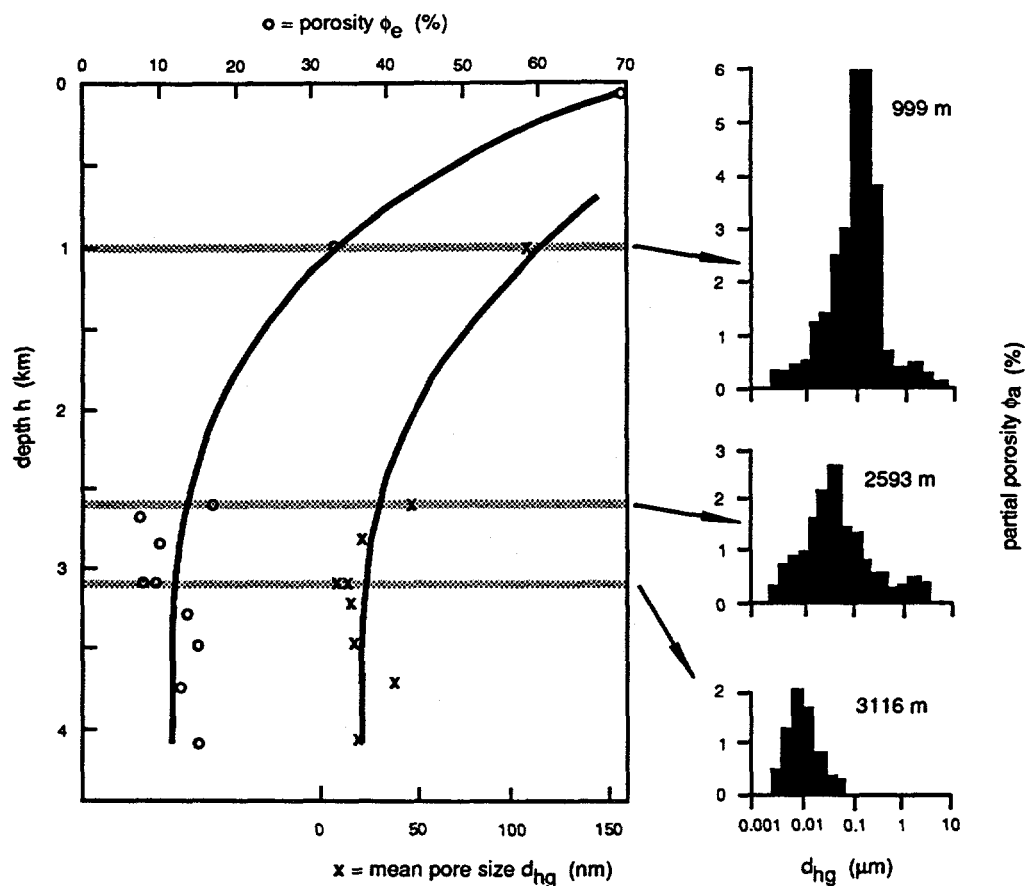 o = porosity ϕe (%)
0 10 20 30 40 50 60 70
0
1
2
3
4
depth h (km)
0 50 100 150
x = mean pore size dhg (nm)
999 m
6
5
4
3
2
1
0
2593 m
3
2
1
0
3116 m
2
1
0
0.001 0.01 0.1 1 10
dhg (μm)
partial porosity ϕa (%)